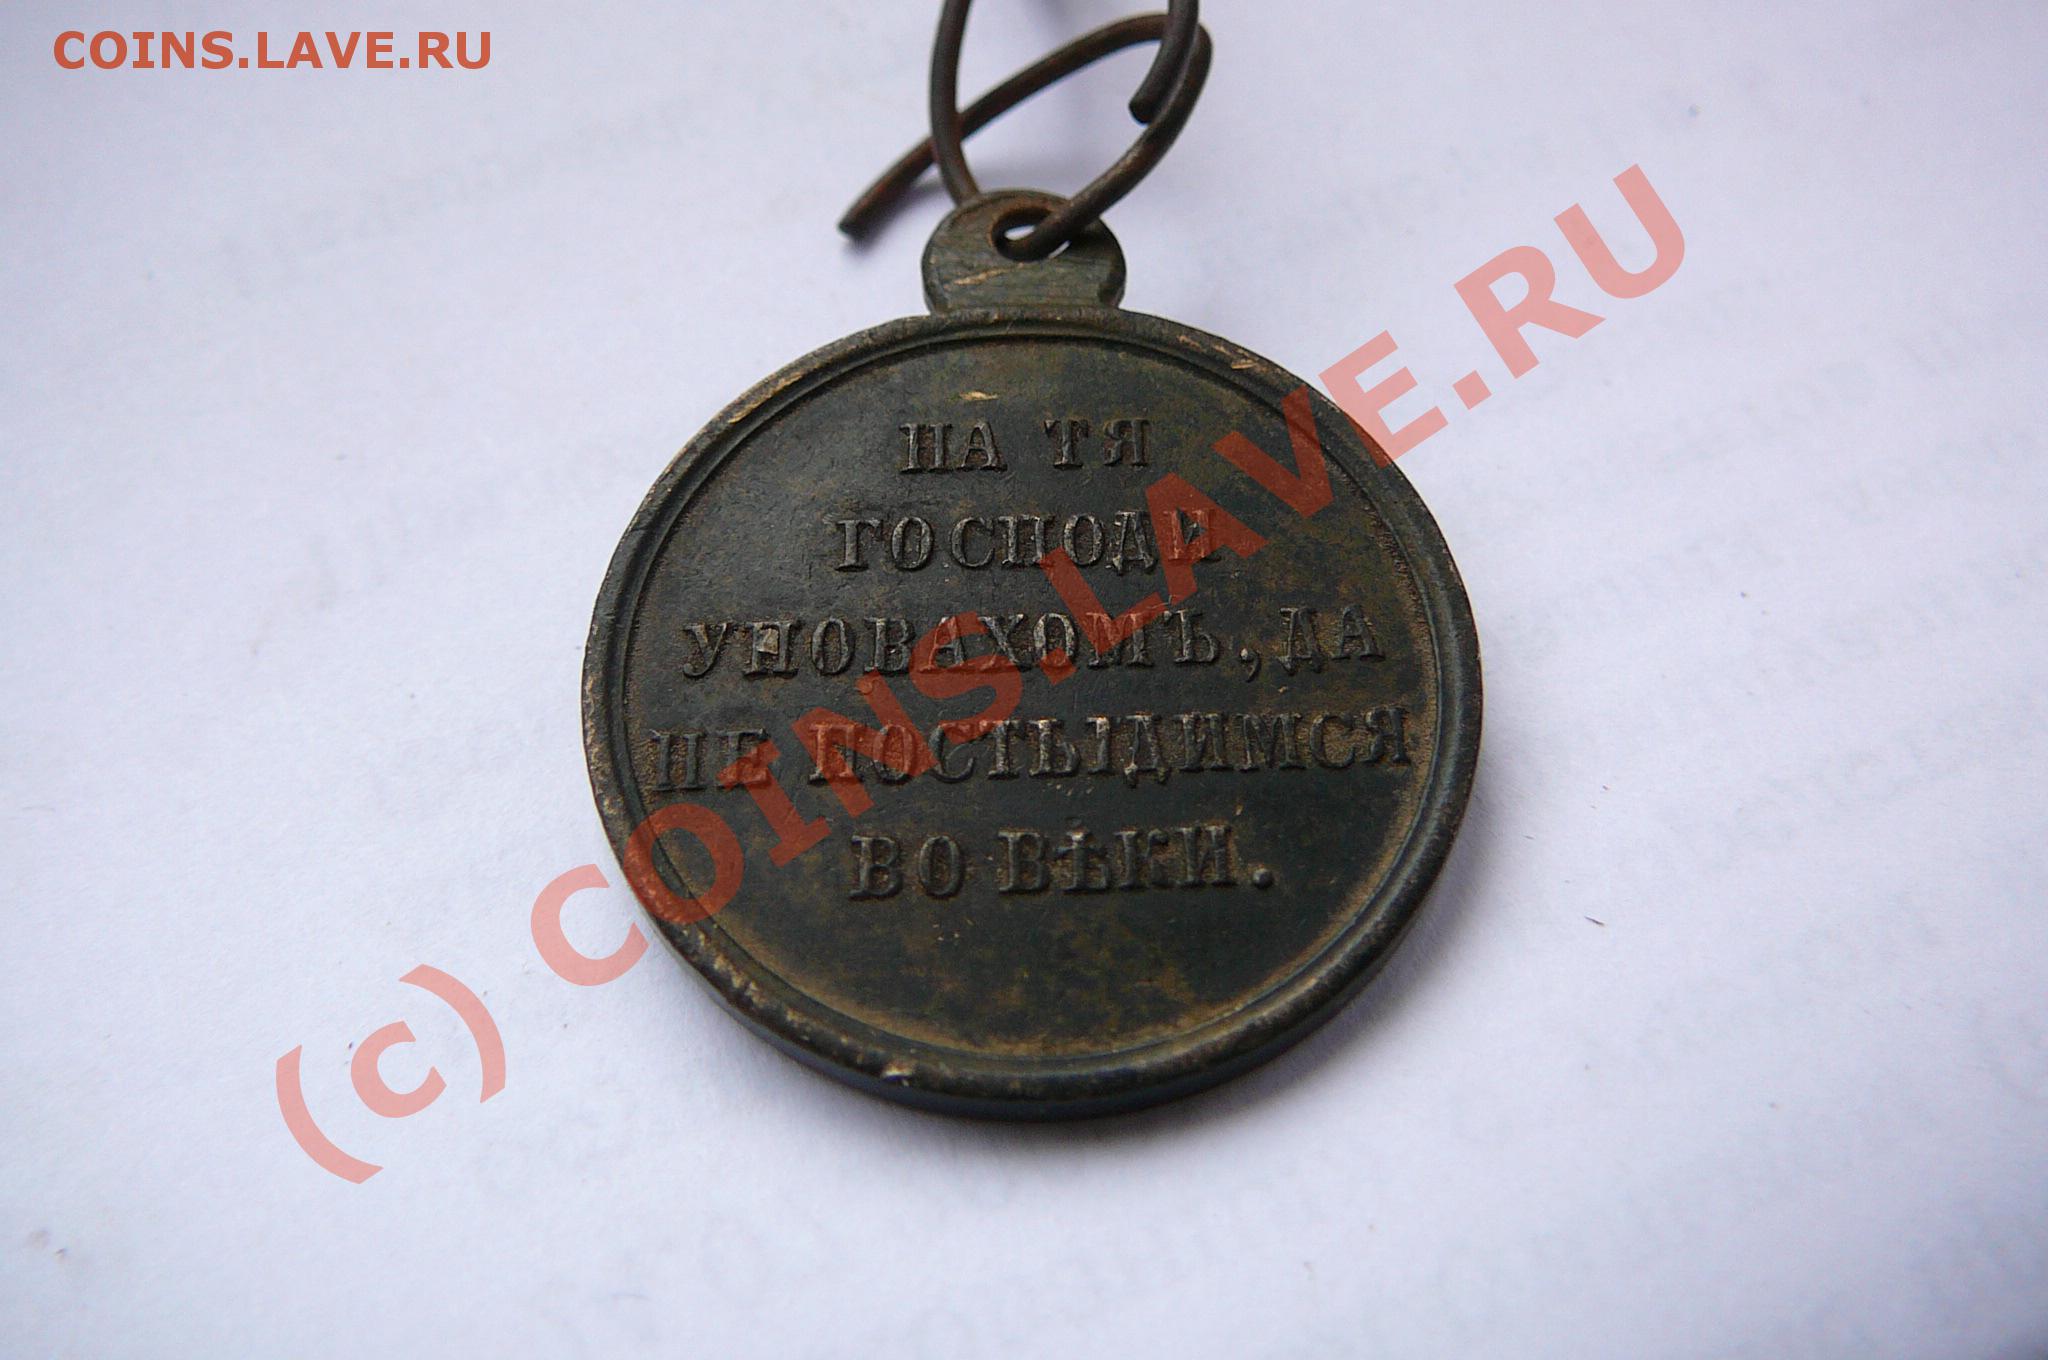 COINS.LAVE.RU
НА ТЯ
ГОСПОДИ
УПОВАХОМЪ, ДА
НЕ ПОСТЫДИМСЯ
ВО ВѢКИ.
(c) COINS.LAVE.RU